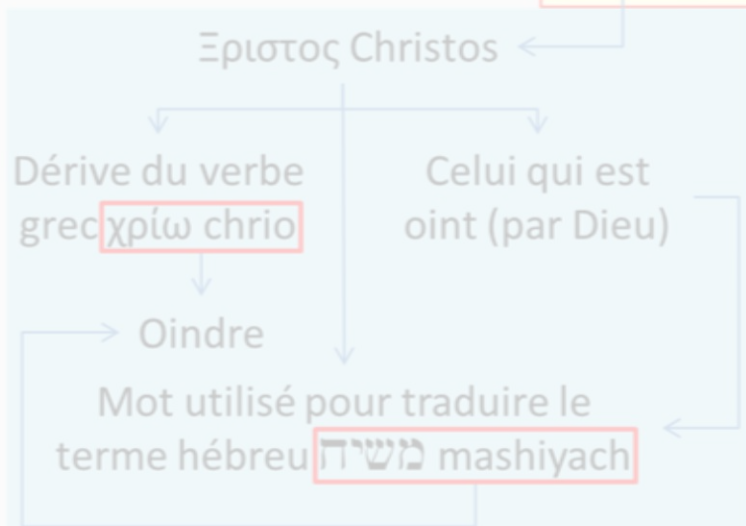 Ξριστος Christos
Dérive du verbe
grec χρίω chrio
Celui qui est
oint (par Dieu)
Oindre
Mot utilisé pour traduire le
terme hébreu משיח mashiyach